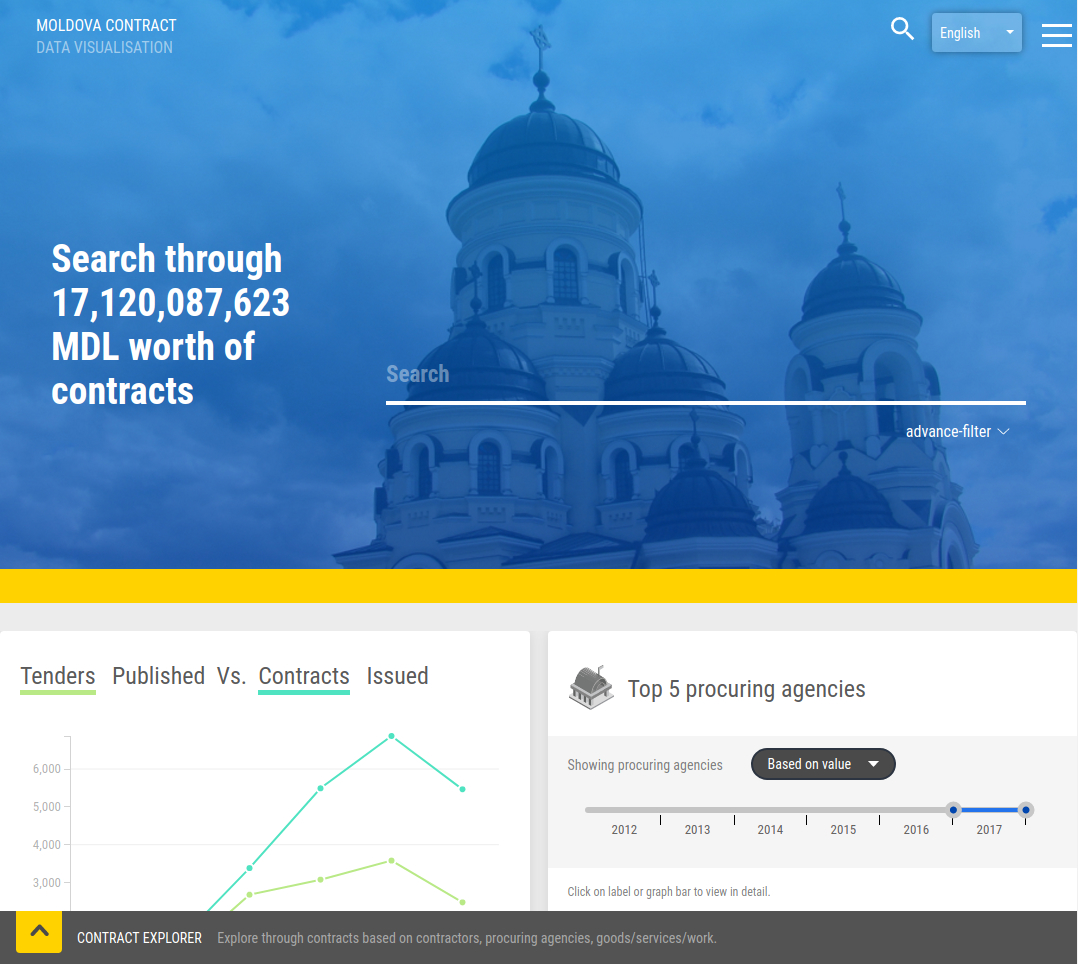 MOLDOVA CONTRACT
DATA VISUALISATION
English
Search through
17,120,087,623
MDL worth of
contracts
Search
advance-filter
Tenders Published Vs. Contracts Issued
6,000
5,000
4,000
3,000
Top 5 procuring agencies
Showing procuring agencies
Based on value
2012 2013 2014 2015 2016 2017
Click on label or graph bar to view in detail.
CONTRACT EXPLORER Explore through contracts based on contractors, procuring agencies, goods/services/work.